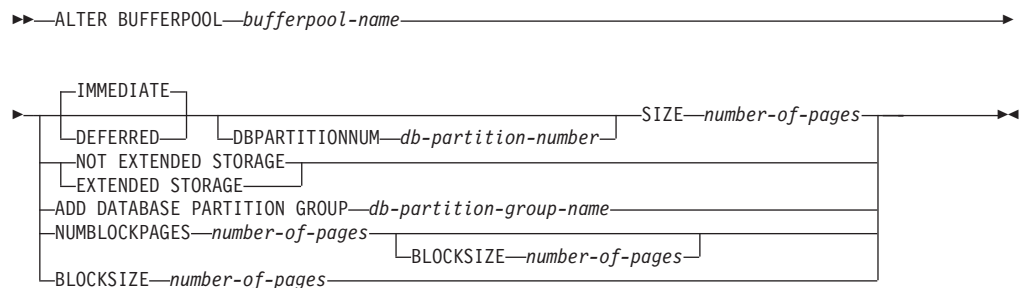 ALTER BUFFERPOOL bufferpool-name
IMMEDIATE
DEFERRED DBPARTITIONNUM db-partition-number SIZE number-of-pages
NOT EXTENDED STORAGE
EXTENDED STORAGE
ADD DATABASE PARTITION GROUP db-partition-group-name
NUMBLOCKPAGES number-of-pages
BLOCKSIZE number-of-pages
BLOCKSIZE number-of-pages